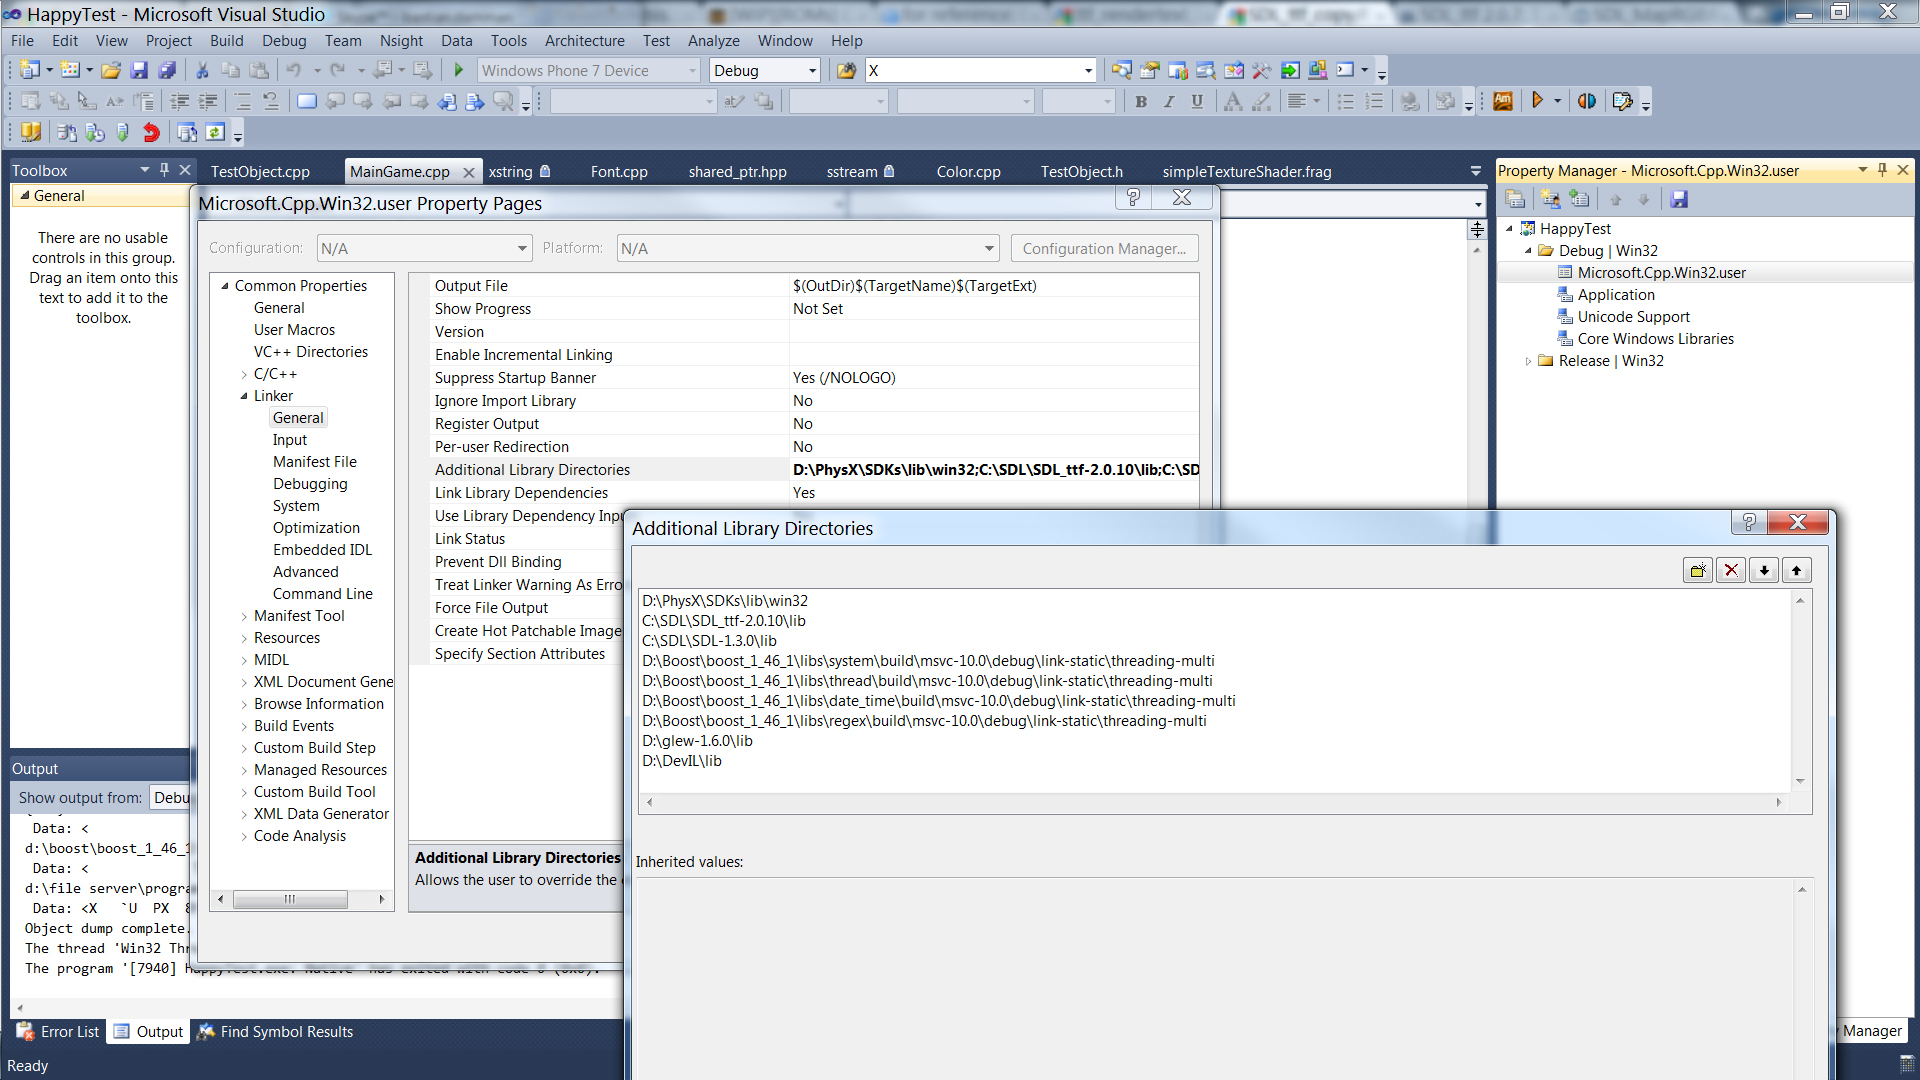 HappyTest - Microsoft Visual Studio
File Edit View Project Build Debug Team Nsight Data Tools Architecture Test Analyze Window Help
Windows Phone 7 Device Debug X
Toolbox
General
There are no usable
controls in this group.
Drag an item onto this
text to add it to the
toolbox.
TestObject.cpp MainGame.cpp xstring Font.cpp shared_ptr.hpp sstream Color.cpp TestObject.h simpleTextureShader.frag
Microsoft.Cpp.Win32.user Property Pages
Configuration: N/A Platform: N/A Configuration Manager...
Common Properties
General
User Macros
VC++ Directories
C/C++
Linker
General
Input
Manifest File
Debugging
System
Optimization
Embedded IDL
Advanced
Command Line
Manifest Tool
Resources
MIDL
XML Document Gene
Browse Information
Build Events
Custom Build Step
Managed Resources
Custom Build Tool
XML Data Generator
Code Analysis
Output File $(OutDir)$(TargetName)$(TargetExt)
Show Progress Not Set
Version
Enable Incremental Linking
Suppress Startup Banner Yes (/NOLOGO)
Ignore Import Library No
Register Output No
Per-user Redirection No
Additional Library Directories D:\PhysX\SDKs\lib\win32;C:\SDL\SDL_ttf-2.0.10\lib;C:\SD
Link Library Dependencies Yes
Use Library Dependency Inpu
Link Status
Prevent Dll Binding
Treat Linker Warning As Erro
Force File Output
Create Hot Patchable Image
Specify Section Attributes
Additional Library Directories
Allows the user to override the
Additional Library Directories
D:\PhysX\SDKs\lib\win32
C:\SDL\SDL_ttf-2.0.10\lib
C:\SDL\SDL-1.3.0\lib
D:\Boost\boost_1_46_1\libs\system\build\msvc-10.0\debug\link-static\threading-multi
D:\Boost\boost_1_46_1\libs\thread\build\msvc-10.0\debug\link-static\threading-multi
D:\Boost\boost_1_46_1\libs\date_time\build\msvc-10.0\debug\link-static\threading-multi
D:\Boost\boost_1_46_1\libs\regex\build\msvc-10.0\debug\link-static\threading-multi
D:\glew-1.6.0\lib
D:\DevIL\lib
Inherited values:
Property Manager - Microsoft.Cpp.Win32.user
HappyTest
Debug | Win32
Microsoft.Cpp.Win32.user
Application
Unicode Support
Core Windows Libraries
Release | Win32
Manager
Output
Show output from: Debu
Data: <
d:\boost\boost_1_46_1
Data: <
d:\file server\progra
Data: <X `U PX
Object dump complete.
The thread 'Win32 Thr
The program '[7940] HappyTest.exe: Native' has exited with code 0 (0x0).
Error List Output Find Symbol Results
Ready